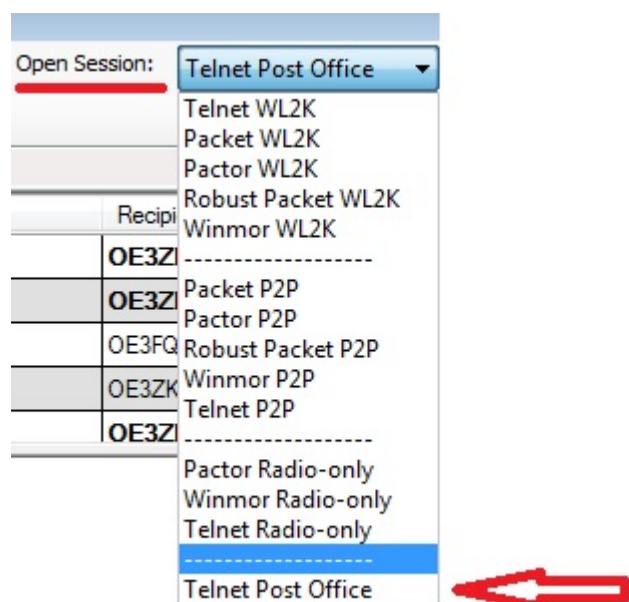 Open Session: Telnet Post Office
Telnet WL2K
Packet WL2K
Pactor WL2K
Robust Packet WL2K
Winmor WL2K
-------------------
Packet P2P
Pactor P2P
Robust Packet P2P
Winmor P2P
Telnet P2P
-------------------
Pactor Radio-only
Winmor Radio-only
Telnet Radio-only
-------------------
Telnet Post Office
Recipi
OE3Z
OE3Z
OE3FQ
OE3ZK
OE3Z